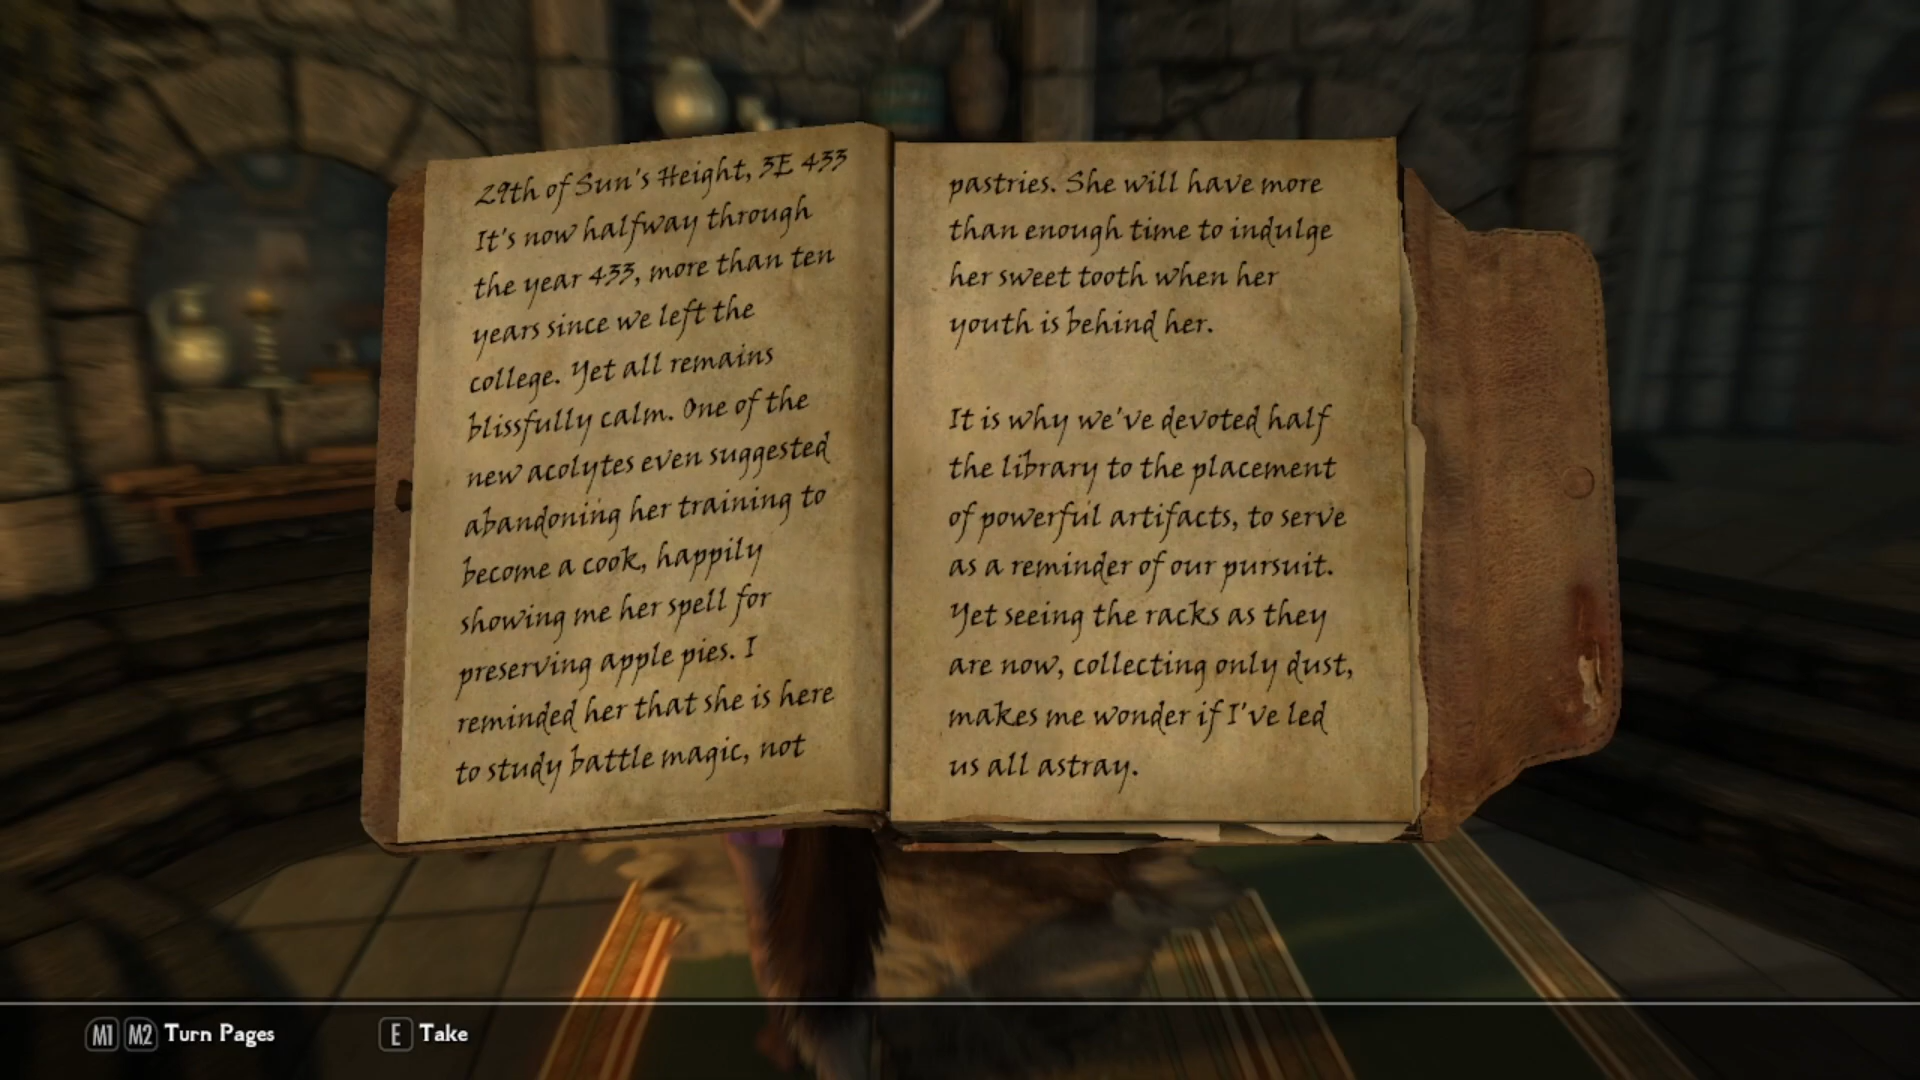 29th of Sun's Height, 3E 433
It's now halfway through
the year 433, more than ten
years since we left the
college. Yet all remains
blissfully calm. One of the
new acolytes even suggested
abandoning her training to
become a cook, happily
showing me her spell for
preserving apple pies. I
reminded her that she is here
to study battle magic, not
pastries. She will have more
than enough time to indulge
her sweet tooth when her
youth is behind her.
It is why we've devoted half
the library to the placement
of powerful artifacts, to serve
as a reminder of our pursuit.
Yet seeing the racks as they
are now, collecting only dust,
makes me wonder if I've led
us all astray.
M1 M2 Turn Pages E Take